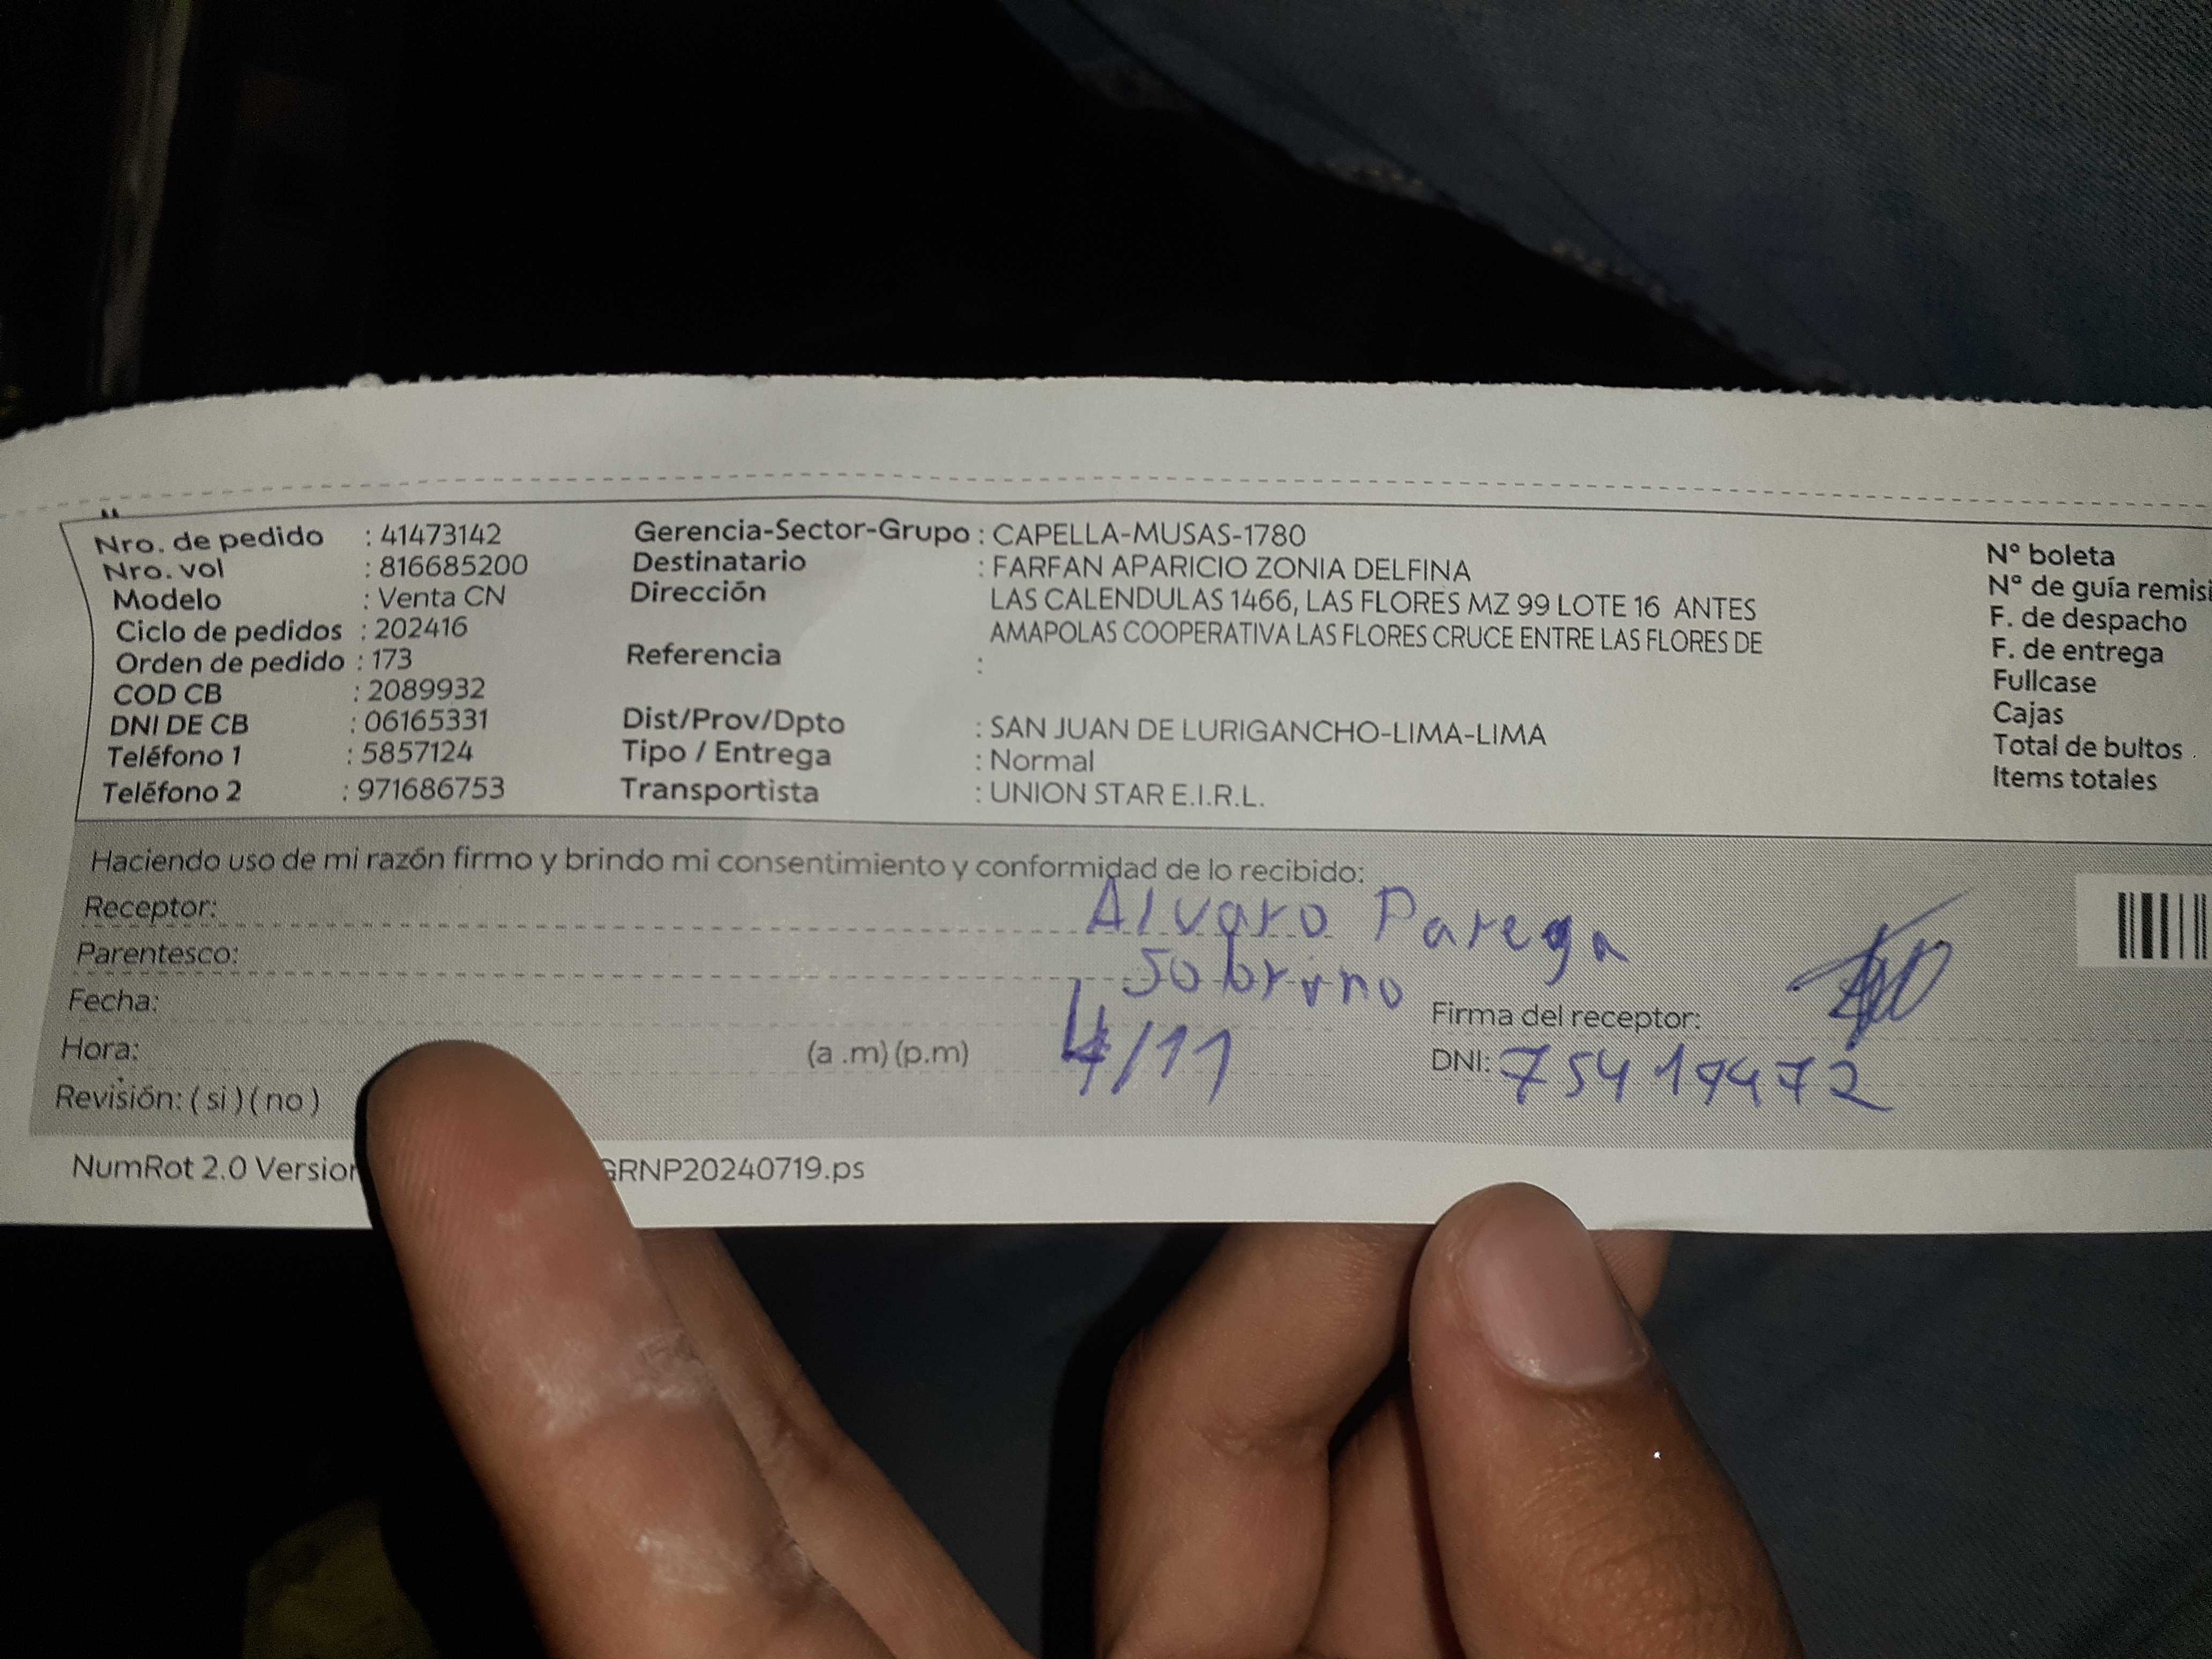 Nro. de pedido : 41473142
Nro. vol : 816685200
Modelo : Venta CN
Ciclo de pedidos : 202416
Orden de pedido : 173
COD CB : 2089932
DNI DE CB : 06165331
Teléfono 1 : 5857124
Teléfono 2 : 971686753
Gerencia-Sector-Grupo : CAPELLA-MUSAS-1780
Destinatario : FARFAN APARICIO ZONIA DELFINA
Dirección LAS CALENDULAS 1466, LAS FLORES MZ 99 LOTE 16 ANTES
AMAPOLAS COOPERATIVA LAS FLORES CRUCE ENTRE LAS FLORES DE
Referencia :
Dist/Prov/Dpto : SAN JUAN DE LURIGANCHO-LIMA-LIMA
Tipo / Entrega : Normal
Transportista : UNION STAR E.I.R.L.
N° boleta
N° de guía remisi
F. de despacho
F. de entrega
Fullcase
Cajas
Total de bultos
Items totales
Haciendo uso de mi razón firmo y brindo mi consentimiento y conformidad de lo recibido:
Receptor: Alvaro
Parentesco: Sobrino
Fecha:
Hora: (a .m) (p.m) 4/11
Revisión: ( si ) ( no )
Firma del receptor:
DNI: 75419472
NumRot 2.0 Version GRNP20240719.ps